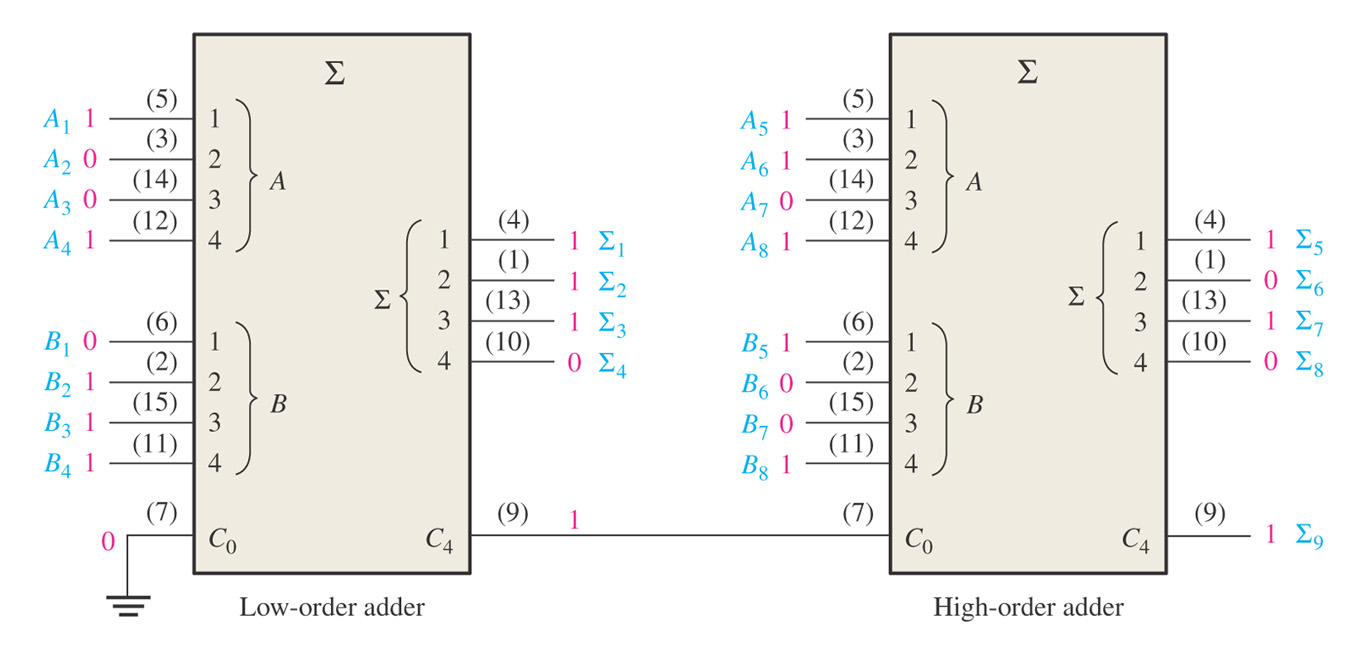 Σ
A₁ 1 (5) 1
A₂ 0 (3) 2
A₃ 0 (14) 3
A₄ 1 (12) 4
A
B₁ 0 (6) 1
B₂ 1 (2) 2
B₃ 1 (15) 3
B₄ 1 (11) 4
B
0 (7) C₀
Σ
1 (4) 1 Σ₁
2 (1) 1 Σ₂
3 (13) 1 Σ₃
4 (10) 0 Σ₄
C₄ (9) 1
Low-order adder
Σ
A₅ 1 (5) 1
A₆ 1 (3) 2
A₇ 0 (14) 3
A₈ 1 (12) 4
A
B₅ 1 (6) 1
B₆ 0 (2) 2
B₇ 0 (15) 3
B₈ 1 (11) 4
B
(7) C₀
Σ
1 (4) 1 Σ₅
2 (1) 0 Σ₆
3 (13) 1 Σ₇
4 (10) 0 Σ₈
C₄ (9) 1 Σ₉
High-order adder